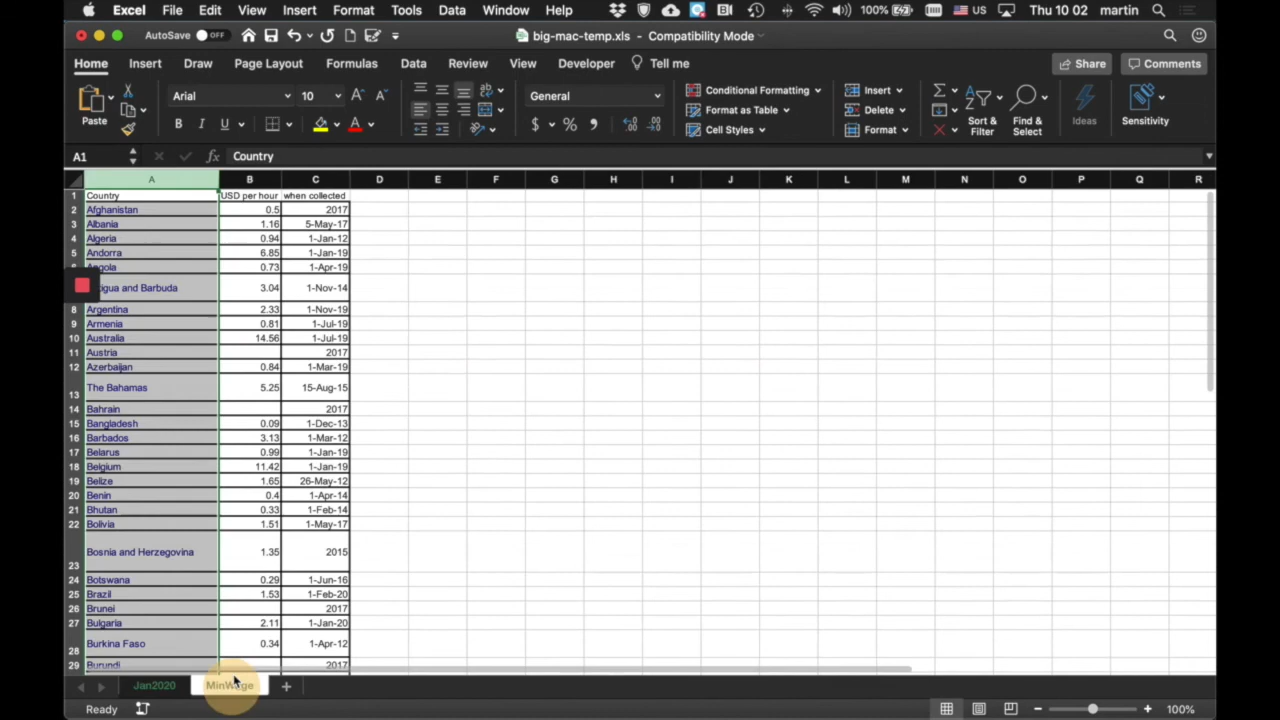 Excel File Edit View Insert Format Tools Data Window Help 100% US Thu 10 02 martin
AutoSave OFF big-mac-temp.xls - Compatibility Mode
Home Insert Draw Page Layout Formulas Data Review View Developer Tell me Share Comments
Paste Arial 10 A A General Conditional Formatting Insert
Format as Table Delete
B I U A $ % Cell Styles Format Sort & Filter Find & Select Ideas Sensitivity
A1 fx Country
A B C D E F G H I J K L M N O P Q R
1 Country USD per hour when collected
2 Afghanistan 0.5 2017
3 Albania 1.16 5-May-17
4 Algeria 0.94 1-Jan-12
5 Andorra 6.85 1-Jan-19
gola 0.73 1-Apr-19
igua and Barbuda 3.04 1-Nov-14
8 Argentina 2.33 1-Nov-19
9 Armenia 0.81 1-Jul-19
10 Australia 14.56 1-Jul-19
11 Austria 2017
12 Azerbaijan 0.84 1-Mar-19
13 The Bahamas 5.25 15-Aug-15
14 Bahrain 2017
15 Bangladesh 0.09 1-Dec-13
16 Barbados 3.13 1-Mar-12
17 Belarus 0.99 1-Jan-19
18 Belgium 11.42 1-Jan-19
19 Belize 1.65 26-May-12
20 Benin 0.4 1-Apr-14
21 Bhutan 0.33 1-Feb-14
22 Bolivia 1.51 1-May-17
23 Bosnia and Herzegovina 1.35 2015
24 Botswana 0.29 1-Jun-16
25 Brazil 1.53 1-Feb-20
26 Brunei 2017
27 Bulgaria 2.11 1-Jan-20
28 Burkina Faso 0.34 1-Apr-12
29 Burundi 2017
Jan2020 MinWage +
Ready 100%